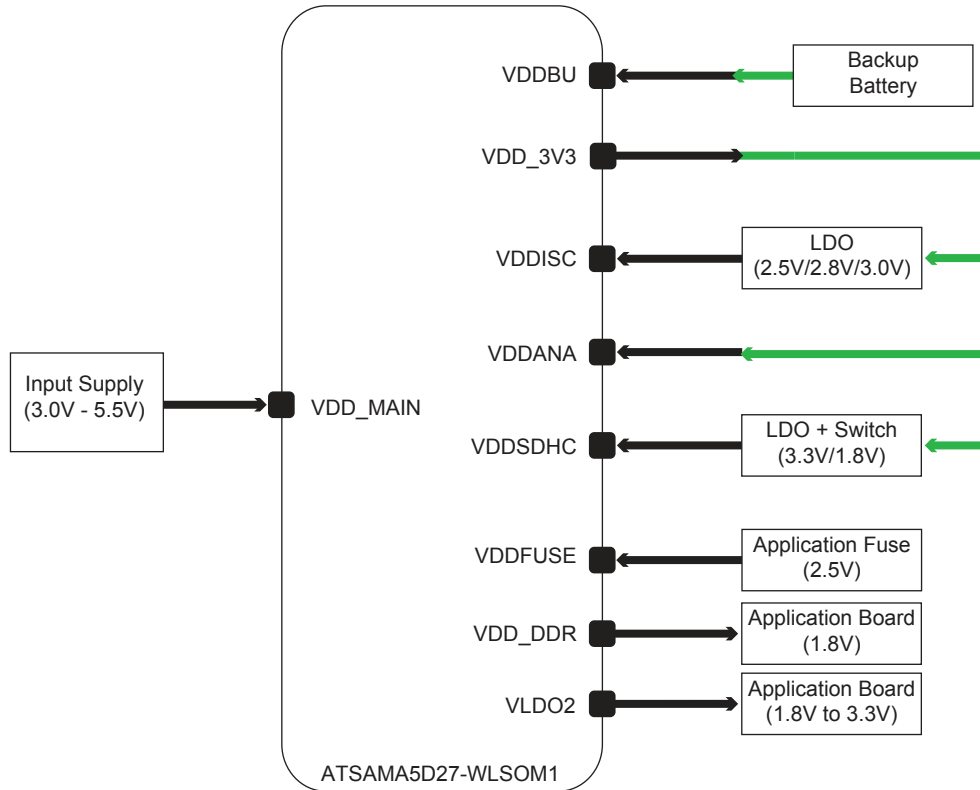 VDDBU
Backup
Battery
VDD_3V3
VDDISC
LDO
(2.5V/2.8V/3.0V)
VDDANA
Input Supply
(3.0V - 5.5V)
VDD_MAIN
VDDSDHC
LDO + Switch
(3.3V/1.8V)
VDDFUSE
Application Fuse
(2.5V)
VDD_DDR
Application Board
(1.8V)
VLDO2
Application Board
(1.8V to 3.3V)
ATSAMA5D27-WLSOM1